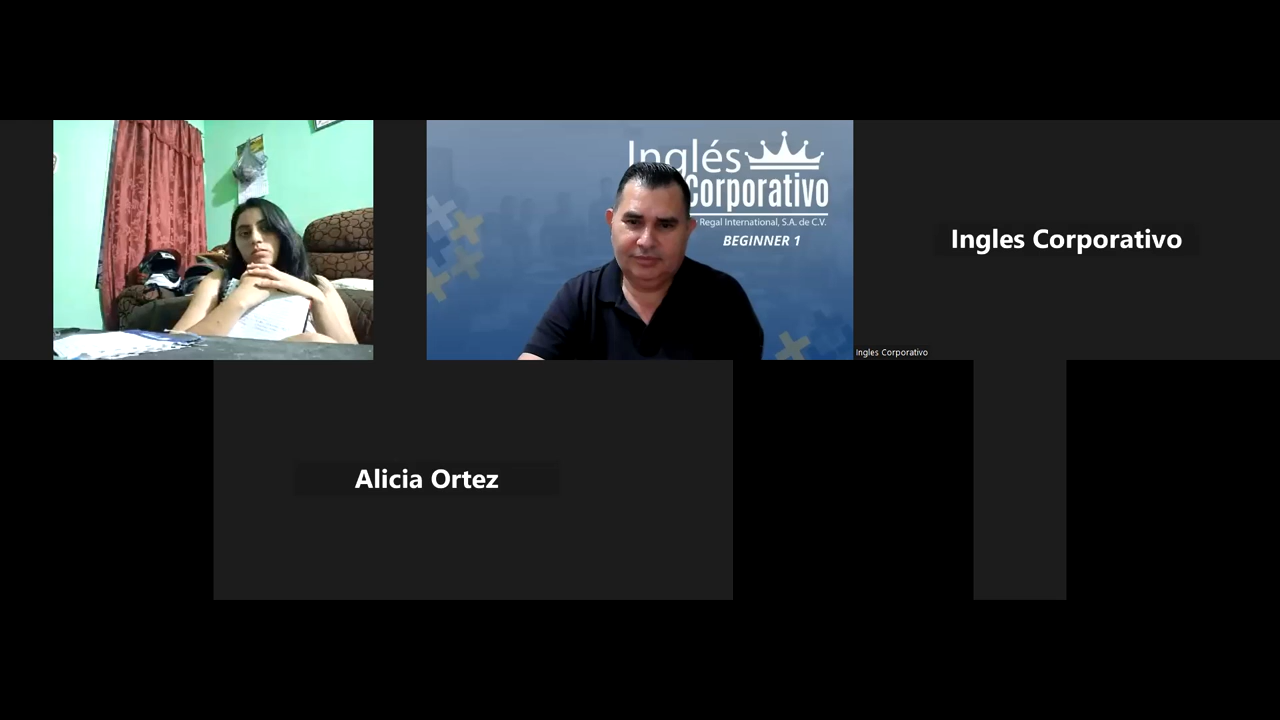 Inglés
Corporativo
Regal International, S.A. de C.V.
BEGINNER 1
Ingles Corporativo
Ingles Corporativo
Alicia Ortez